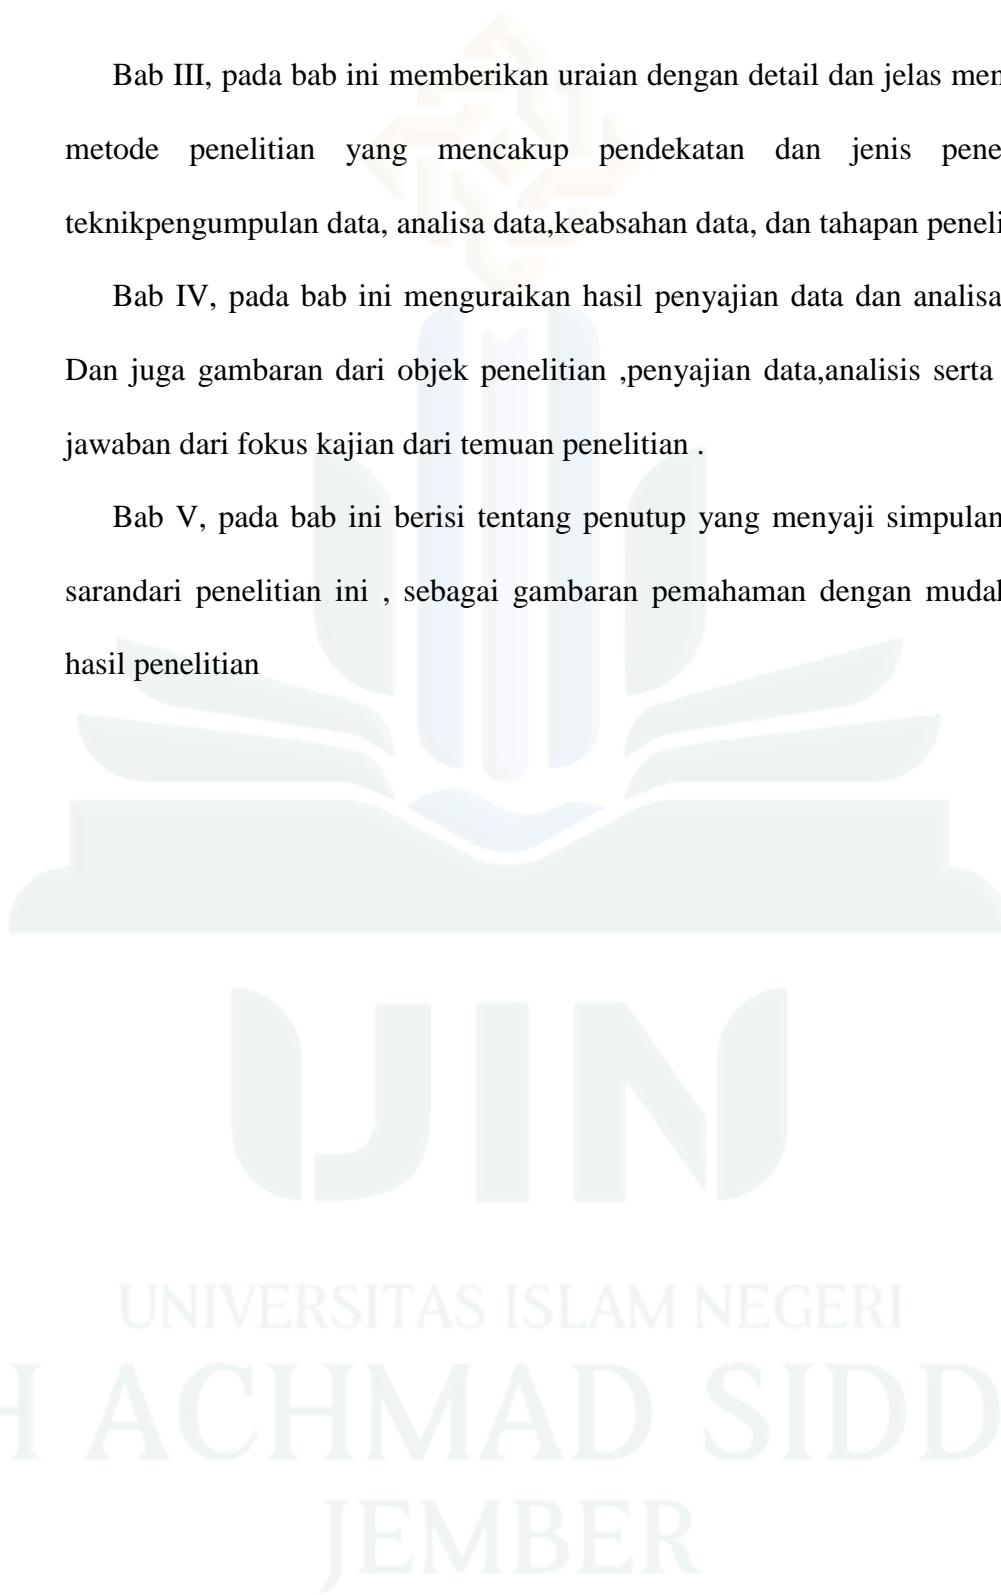 Bab III, pada bab ini memberikan uraian dengan detail dan jelas men
metode penelitian yang mencakup pendekatan dan jenis pene
teknikpengumpulan data, analisa data,keabsahan data, dan tahapan peneli
Bab IV, pada bab ini menguraikan hasil penyajian data dan analisa
Dan juga gambaran dari objek penelitian ,penyajian data,analisis serta
jawaban dari fokus kajian dari temuan penelitian .
Bab V, pada bab ini berisi tentang penutup yang menyaji simpulan
sarandari penelitian ini , sebagai gambaran pemahaman dengan mudah
hasil penelitian
UIN
UNIVERSITAS ISLAM NEGERI
H ACHMAD SIDD
JEMBER